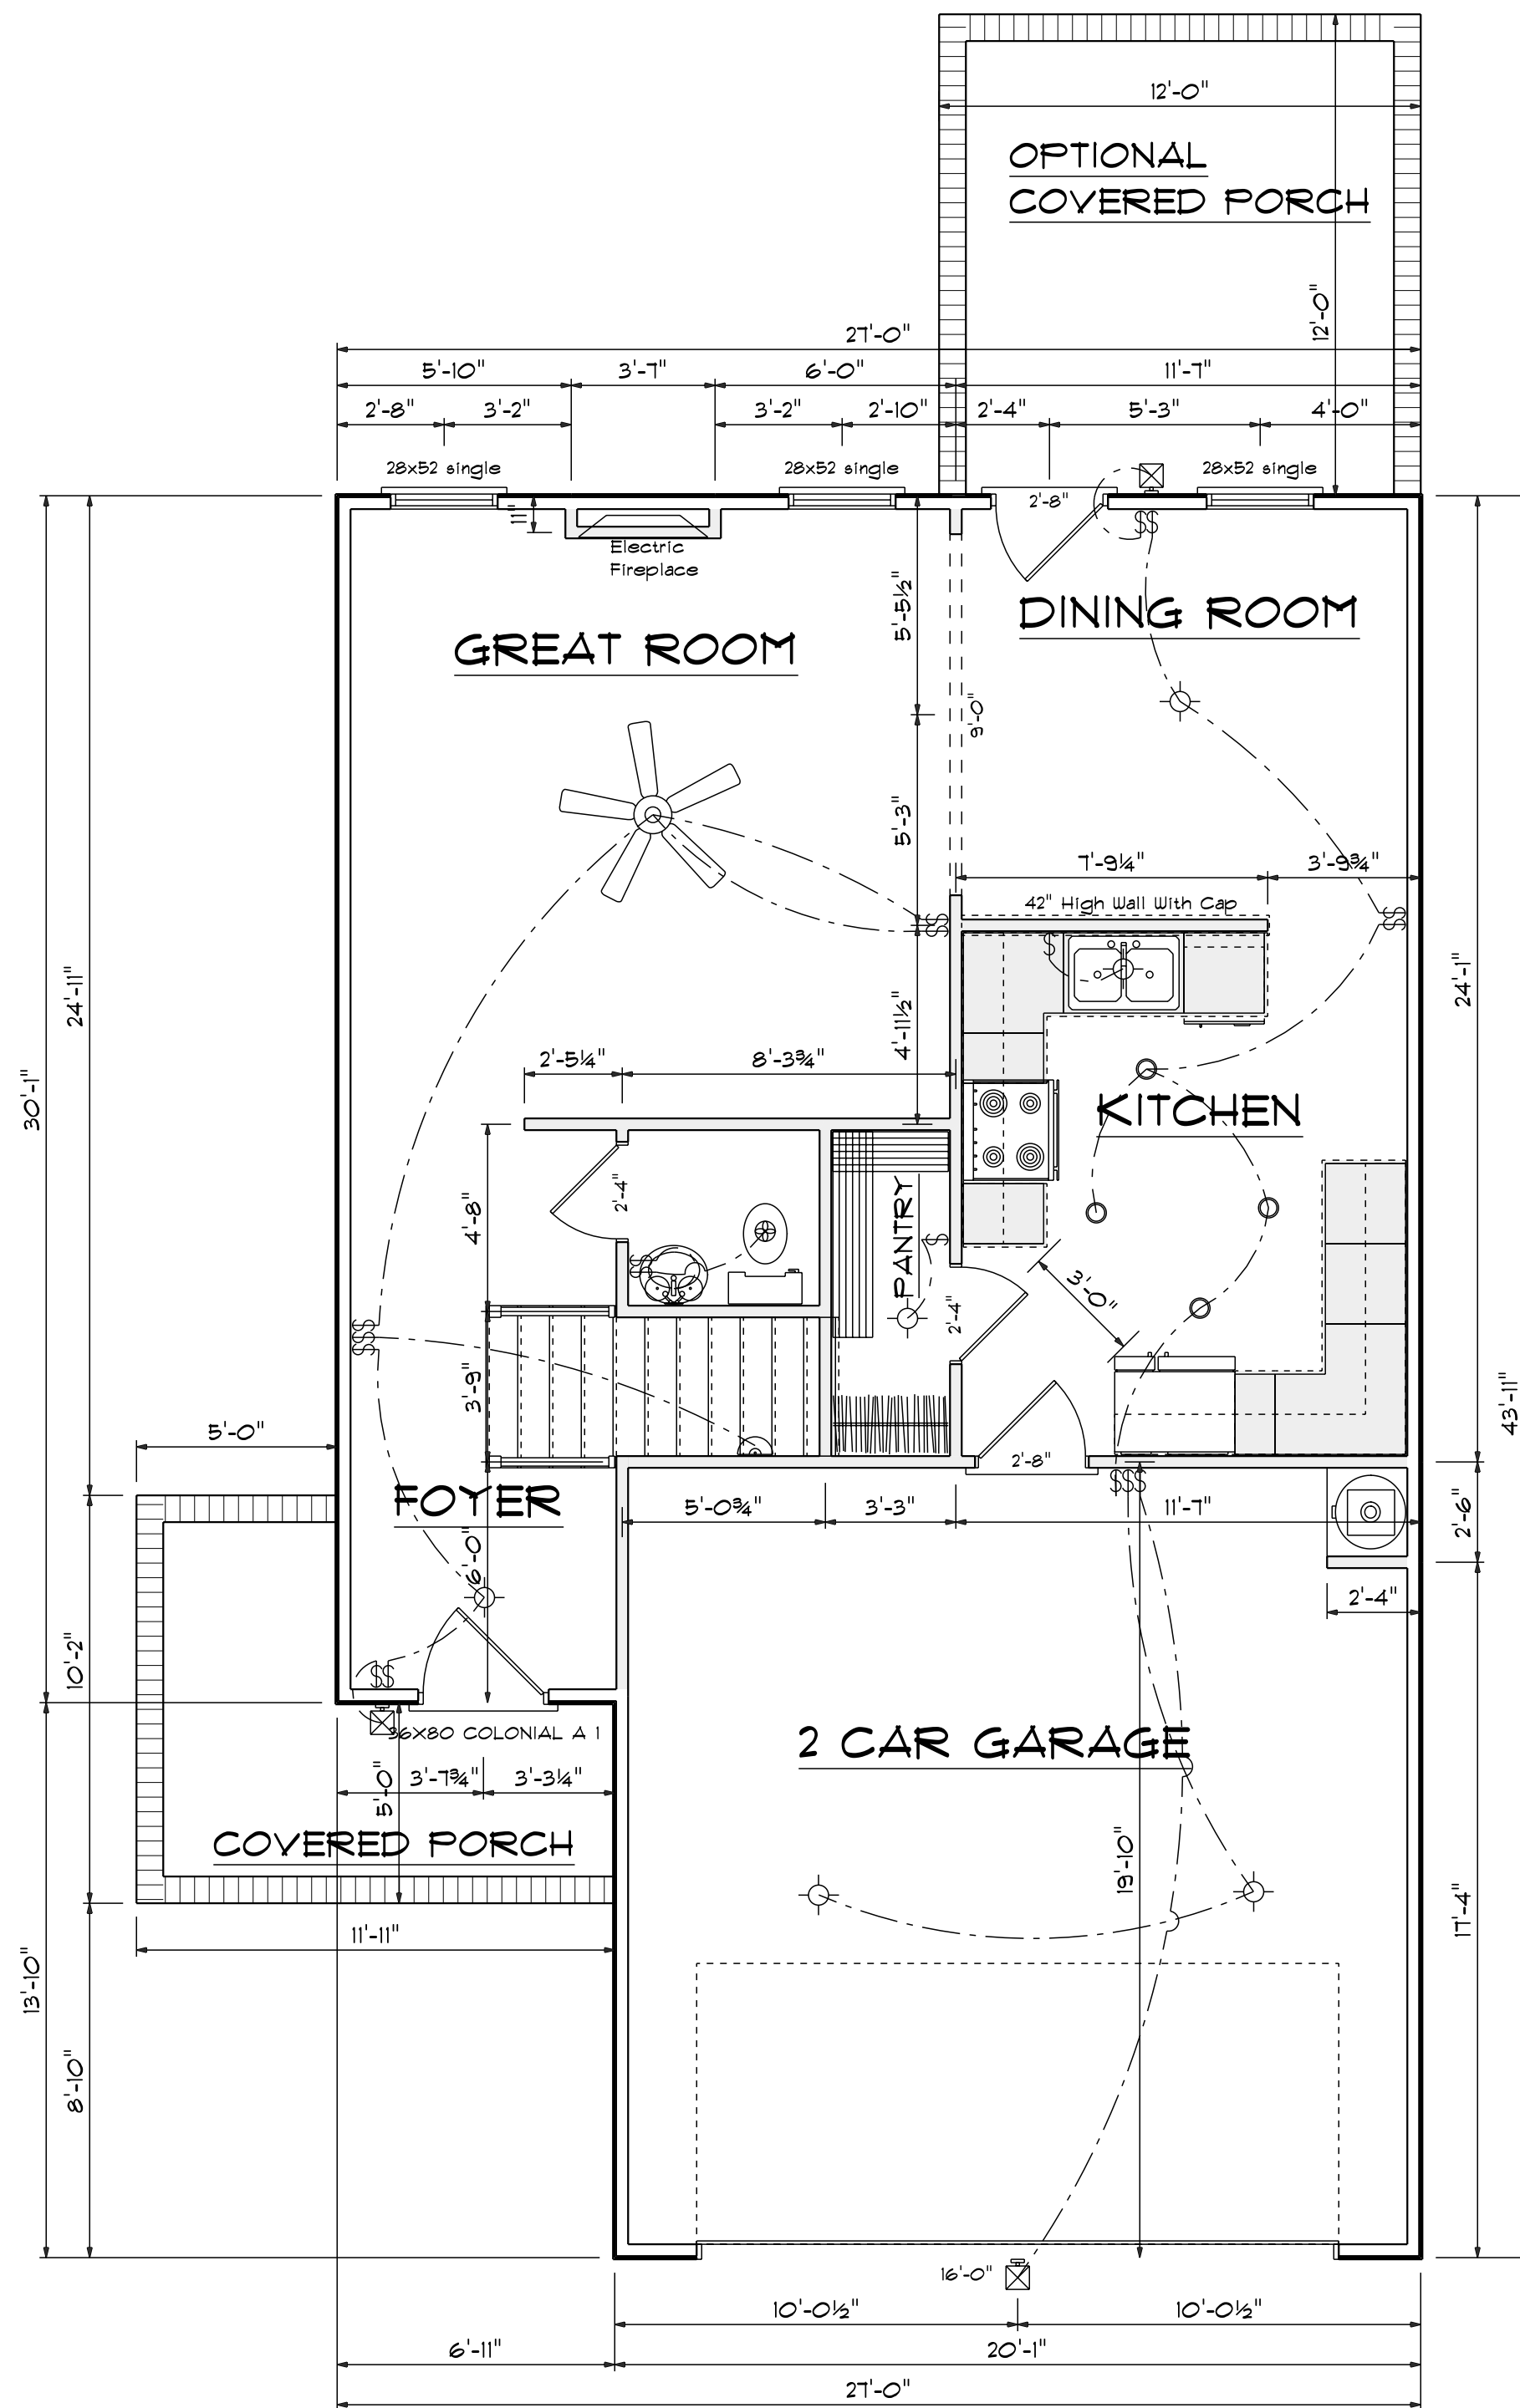 12'-0"
OPTIONAL
COVERED PORCH
12'-0"
27'-0"
5'-10" 3'-7" 6'-0" 11'-7"
2'-8" 3'-2" 3'-2" 2'-10" 2'-4" 5'-3" 4'-0"
28x52 single 28x52 single 28x52 single
2'-8"
11"
Electric
Fireplace
5'-5½"
DINING ROOM
GREAT ROOM
9'-0"
5'-3"
7'-9¼" 3'-9¾"
42" High Wall With Cap
24'-11"
24'-1"
4'-11½"
2'-5¼" 8'-3¾"
30'-1"
KITCHEN
2'-4"
4'-8"
PANTRY
3'-0"
2'-4"
3'-9"
43'-11"
5'-0"
2'-8"
FOYER
5'-0¾" 3'-3" 11'-7"
2'-6"
6'-0"
2'-4"
10'-2"
36X80 COLONIAL A 1
2 CAR GARAGE
3'-7¾" 3'-3¼"
5'-0"
COVERED PORCH
19'-10"
17'-4"
11'-11"
13'-10"
8'-10"
16'-0"
10'-0½" 10'-0½"
6'-11" 20'-1"
27'-0"